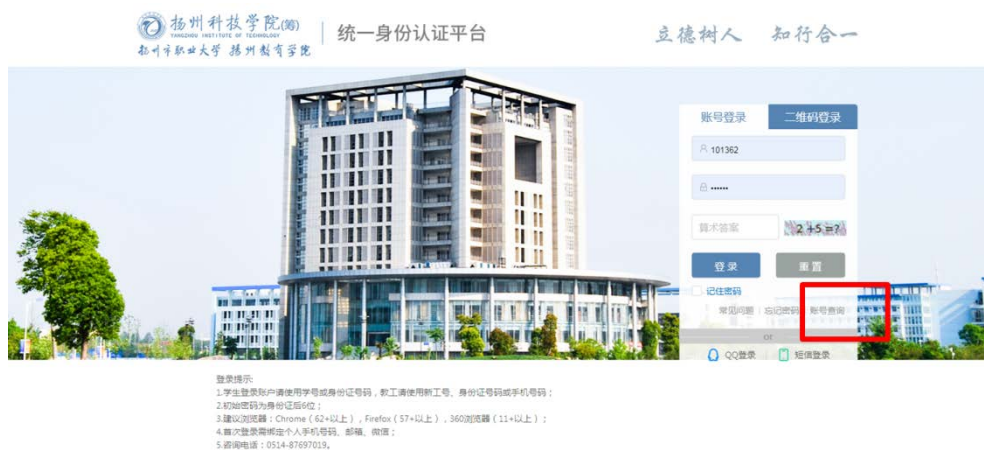 扬州科技学院(筹)
YANGZHOU INSTITUTE OF TECHNOLOGY
扬州市职业大学 扬州教育学院
统一身份认证平台
立德树人 知行合一
账号登录 二维码登录
101362
••••••
算术答案 2+5=?
登录 重置
记住密码
常见问题 忘记密码 账号查询
or
QQ登录 短信登录
登录提示:
1.学生登录账户请使用学号或身份证号码，教工请使用新工号、身份证号码或手机号码；
2.初始密码为身份证后6位；
3.建议浏览器：Chrome（62+以上），Firefox（57+以上），360浏览器（11+以上）；
4.首次登录需绑定个人手机号码、邮箱、微信；
5.咨询电话：0514-87697019。